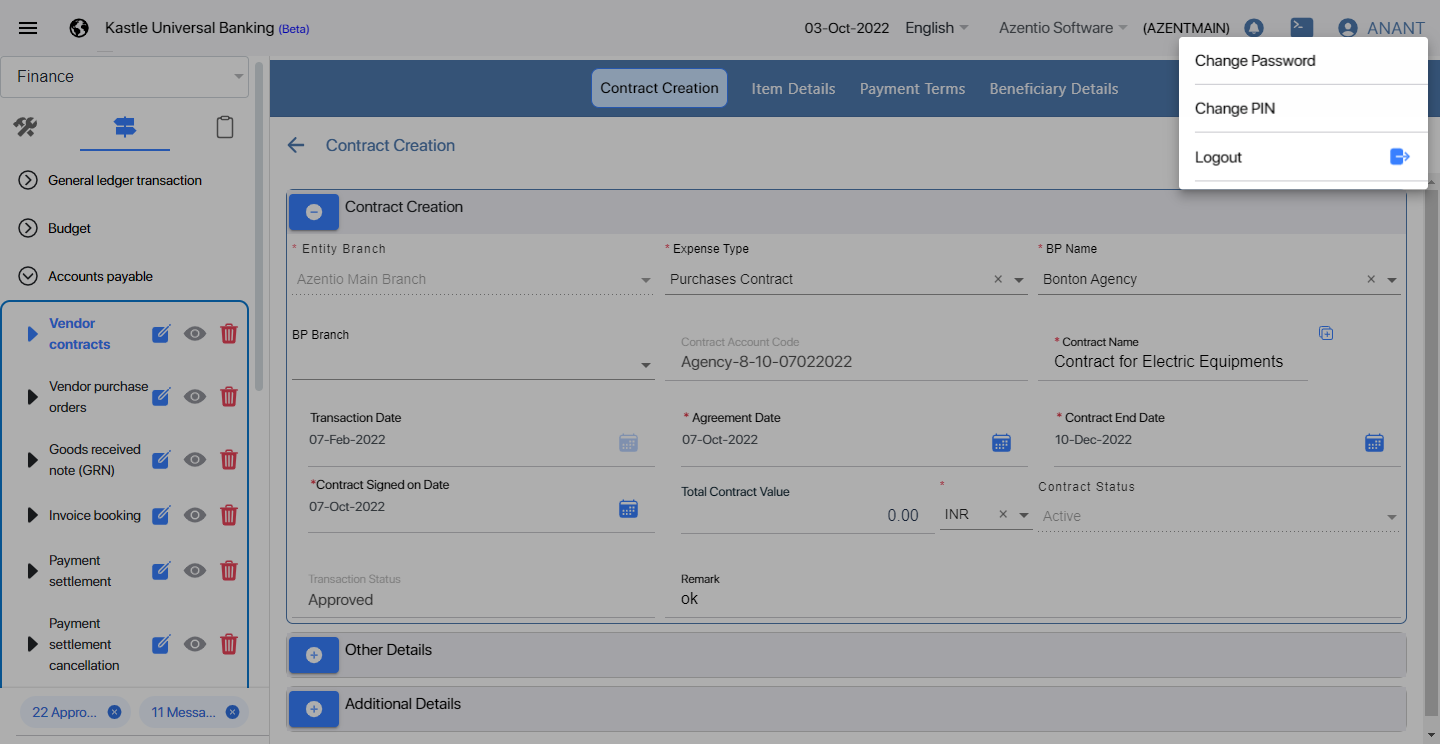 Kastle Universal Banking (Beta)
03-Oct-2022 English Azentio Software (AZENTMAIN) ANANT
Change Password
Change PIN
Logout
Finance
General ledger transaction
Budget
Accounts payable
Vendor
contracts
Vendor purchase
orders
Goods received
note (GRN)
Invoice booking
Payment
settlement
Payment
settlement
cancellation
22 Appro...
11 Messa...
Contract Creation Item Details Payment Terms Beneficiary Details
Contract Creation
Contract Creation
* Entity Branch
Azentio Main Branch
* Expense Type
Purchases Contract
* BP Name
Bonton Agency
BP Branch
Contract Account Code
Agency-8-10-07022022
* Contract Name
Contract for Electric Equipments
Transaction Date
07-Feb-2022
* Agreement Date
07-Oct-2022
* Contract End Date
10-Dec-2022
*Contract Signed on Date
07-Oct-2022
Total Contract Value
0.00
*
INR
Contract Status
Active
Transaction Status
Approved
Remark
ok
Other Details
Additional Details